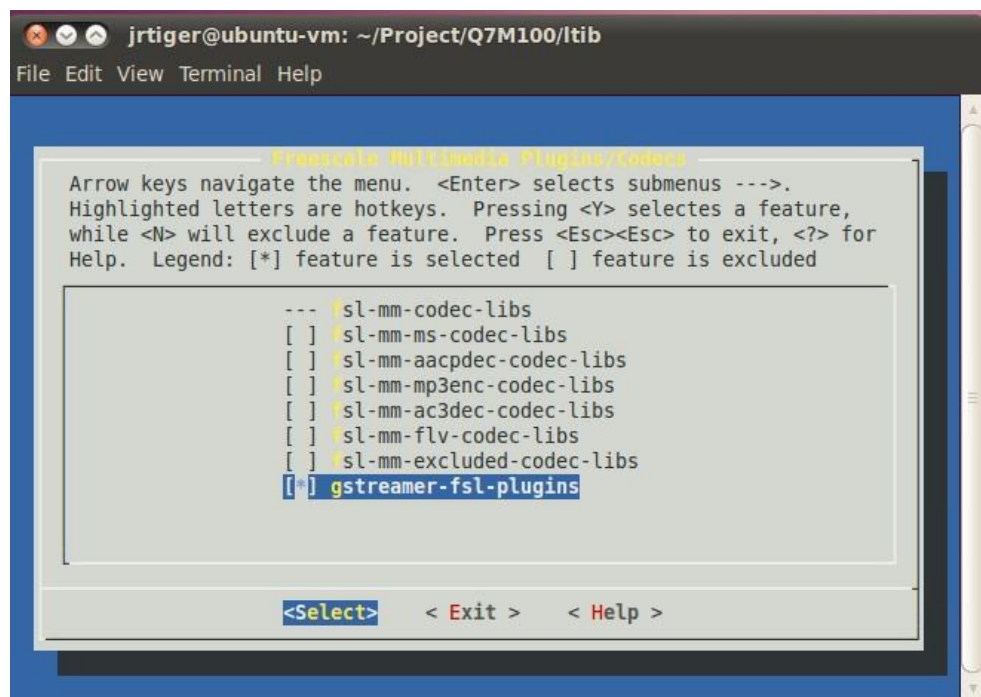 jrtiger@ubuntu-vm: ~/Project/Q7M100/ltib
File Edit View Terminal Help
Freescale Multimedia Plugins/Codecs
Arrow keys navigate the menu. <Enter> selects submenus --->.
Highlighted letters are hotkeys. Pressing <Y> selectes a feature,
while <N> will exclude a feature. Press <Esc><Esc> to exit, <?> for
Help. Legend: [*] feature is selected [ ] feature is excluded
--- fsl-mm-codec-libs
[ ] fsl-mm-ms-codec-libs
[ ] fsl-mm-aacpdec-codec-libs
[ ] fsl-mm-mp3enc-codec-libs
[ ] fsl-mm-ac3dec-codec-libs
[ ] fsl-mm-flv-codec-libs
[ ] fsl-mm-excluded-codec-libs
[*] gstreamer-fsl-plugins
<Select> < Exit > < Help >